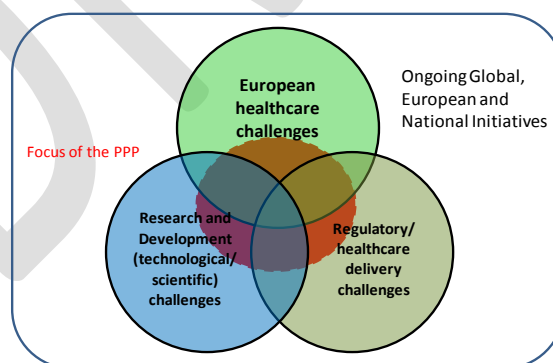 European
healthcare
challenges
Ongoing Global,
European and
National Initiatives
Focus of the PPP
Research and
Development
(technological/
scientific)
challenges
Regulatory/
healthcare
delivery
challenges